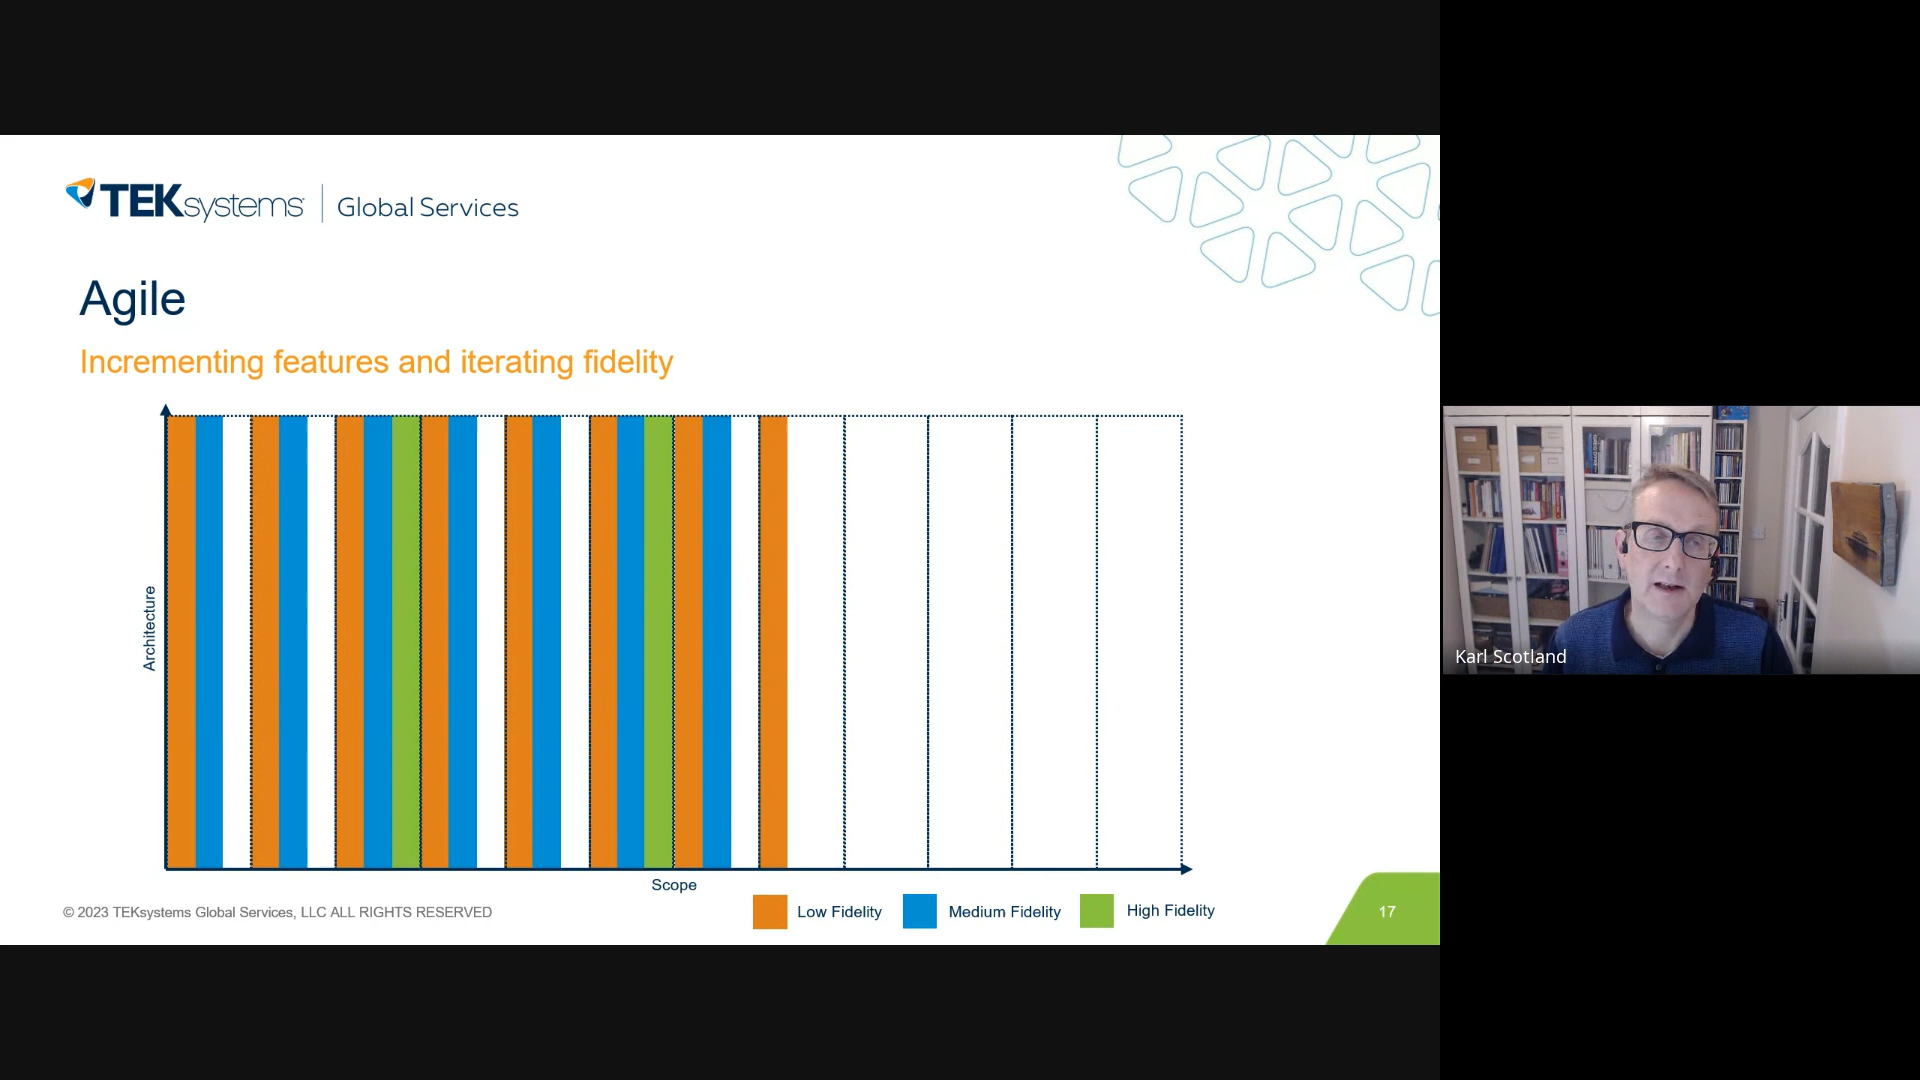 TEKsystems Global Services
Agile
Incrementing features and iterating fidelity
Architecture
Scope
Low Fidelity
Medium Fidelity
High Fidelity
© 2023 TEKsystems Global Services, LLC ALL RIGHTS RESERVED
17
Karl Scotland